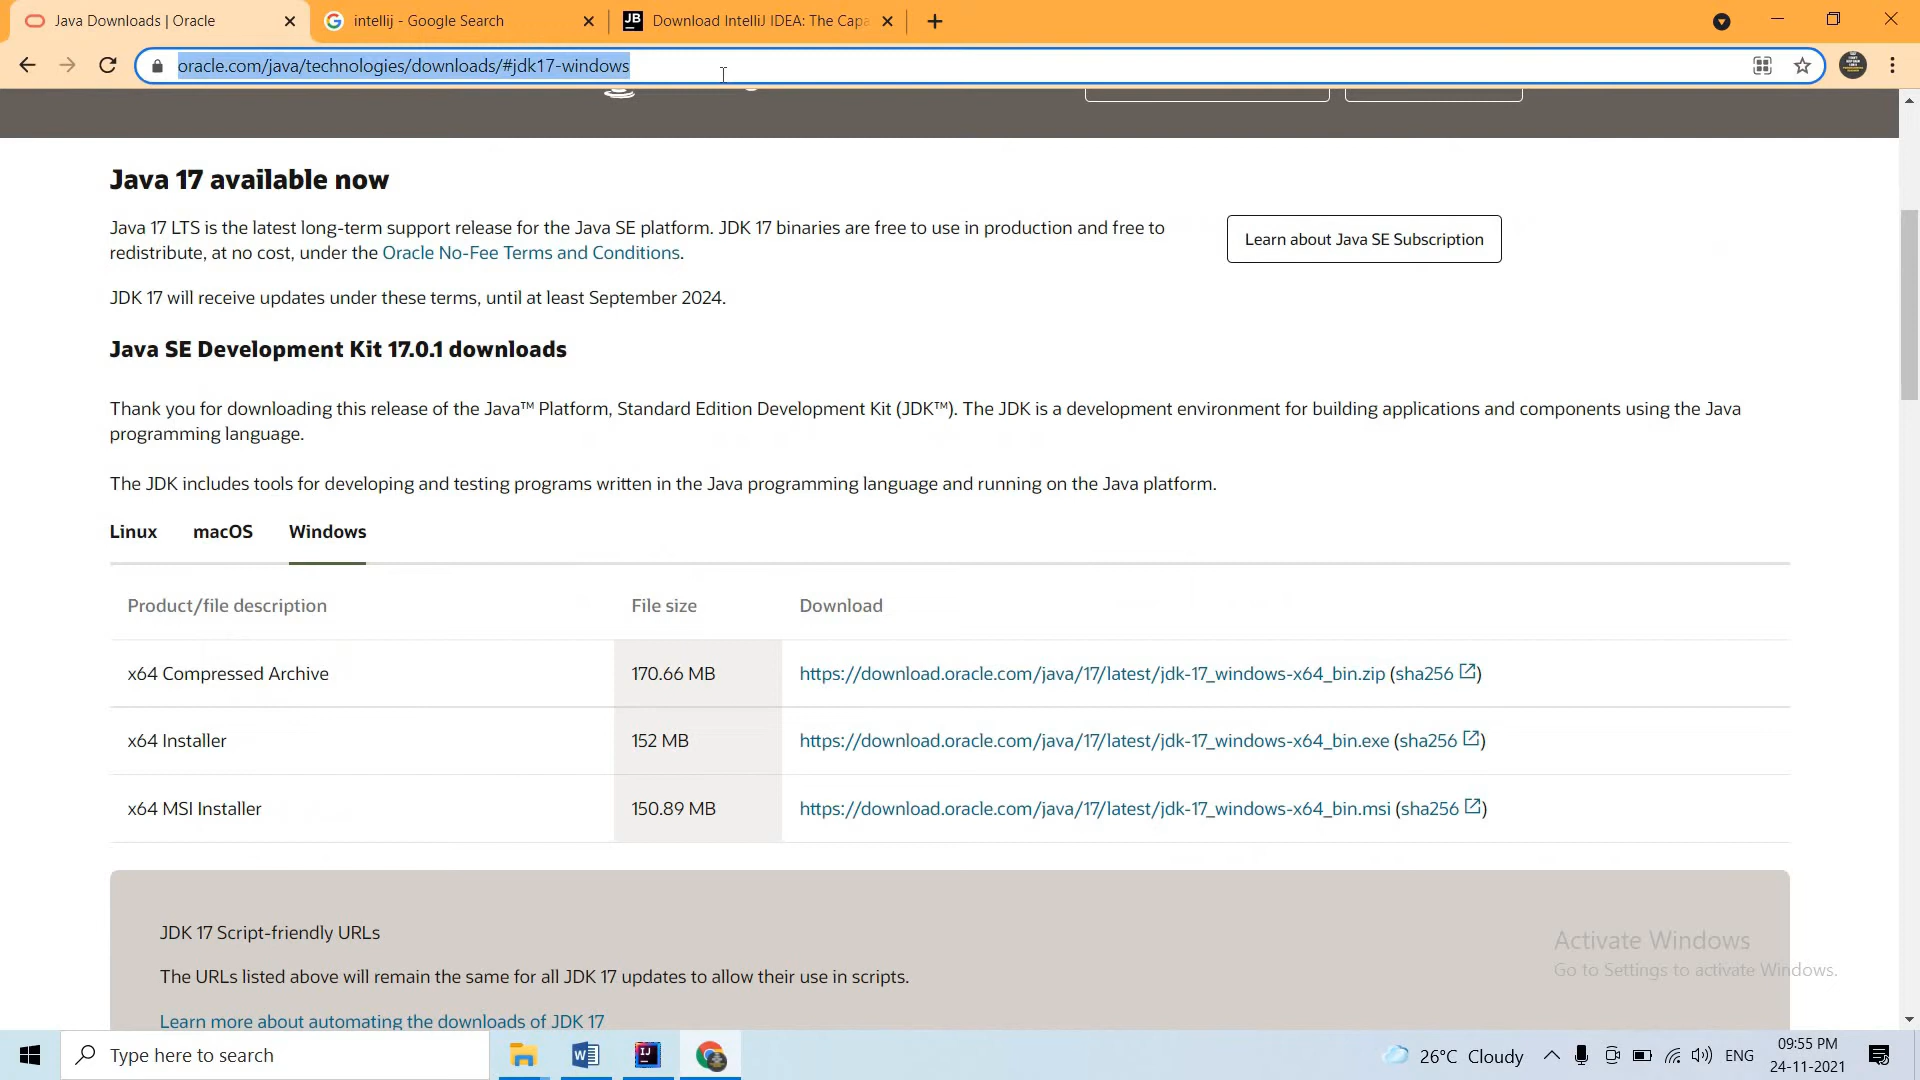 Java Downloads | Oracle
intellij - Google Search
JB
Download IntelliJ IDEA: The Capa
oracle.com/java/technologies/downloads/#jdk17-windows
Java 17 available now
Java 17 LTS is the latest long-term support release for the Java SE platform. JDK 17 binaries are free to use in production and free to
redistribute, at no cost, under the Oracle No-Fee Terms and Conditions.
Learn about Java SE Subscription
JDK 17 will receive updates under these terms, until at least September 2024.
Java SE Development Kit 17.0.1 downloads
Thank you for downloading this release of the Java™ Platform, Standard Edition Development Kit (JDK™). The JDK is a development environment for building applications and components using the Java
programming language.
The JDK includes tools for developing and testing programs written in the Java programming language and running on the Java platform.
Linux macOS Windows
Product/file description File size Download
x64 Compressed Archive 170.66 MB https://download.oracle.com/java/17/latest/jdk-17_windows-x64_bin.zip (sha256)
x64 Installer 152 MB https://download.oracle.com/java/17/latest/jdk-17_windows-x64_bin.exe (sha256)
x64 MSI Installer 150.89 MB https://download.oracle.com/java/17/latest/jdk-17_windows-x64_bin.msi (sha256)
JDK 17 Script-friendly URLs
The URLs listed above will remain the same for all JDK 17 updates to allow their use in scripts.
Learn more about automating the downloads of JDK 17
Activate Windows
Go to Settings to activate Windows.
Type here to search
W
IJ
26°C Cloudy
ENG
09:55 PM
24-11-2021